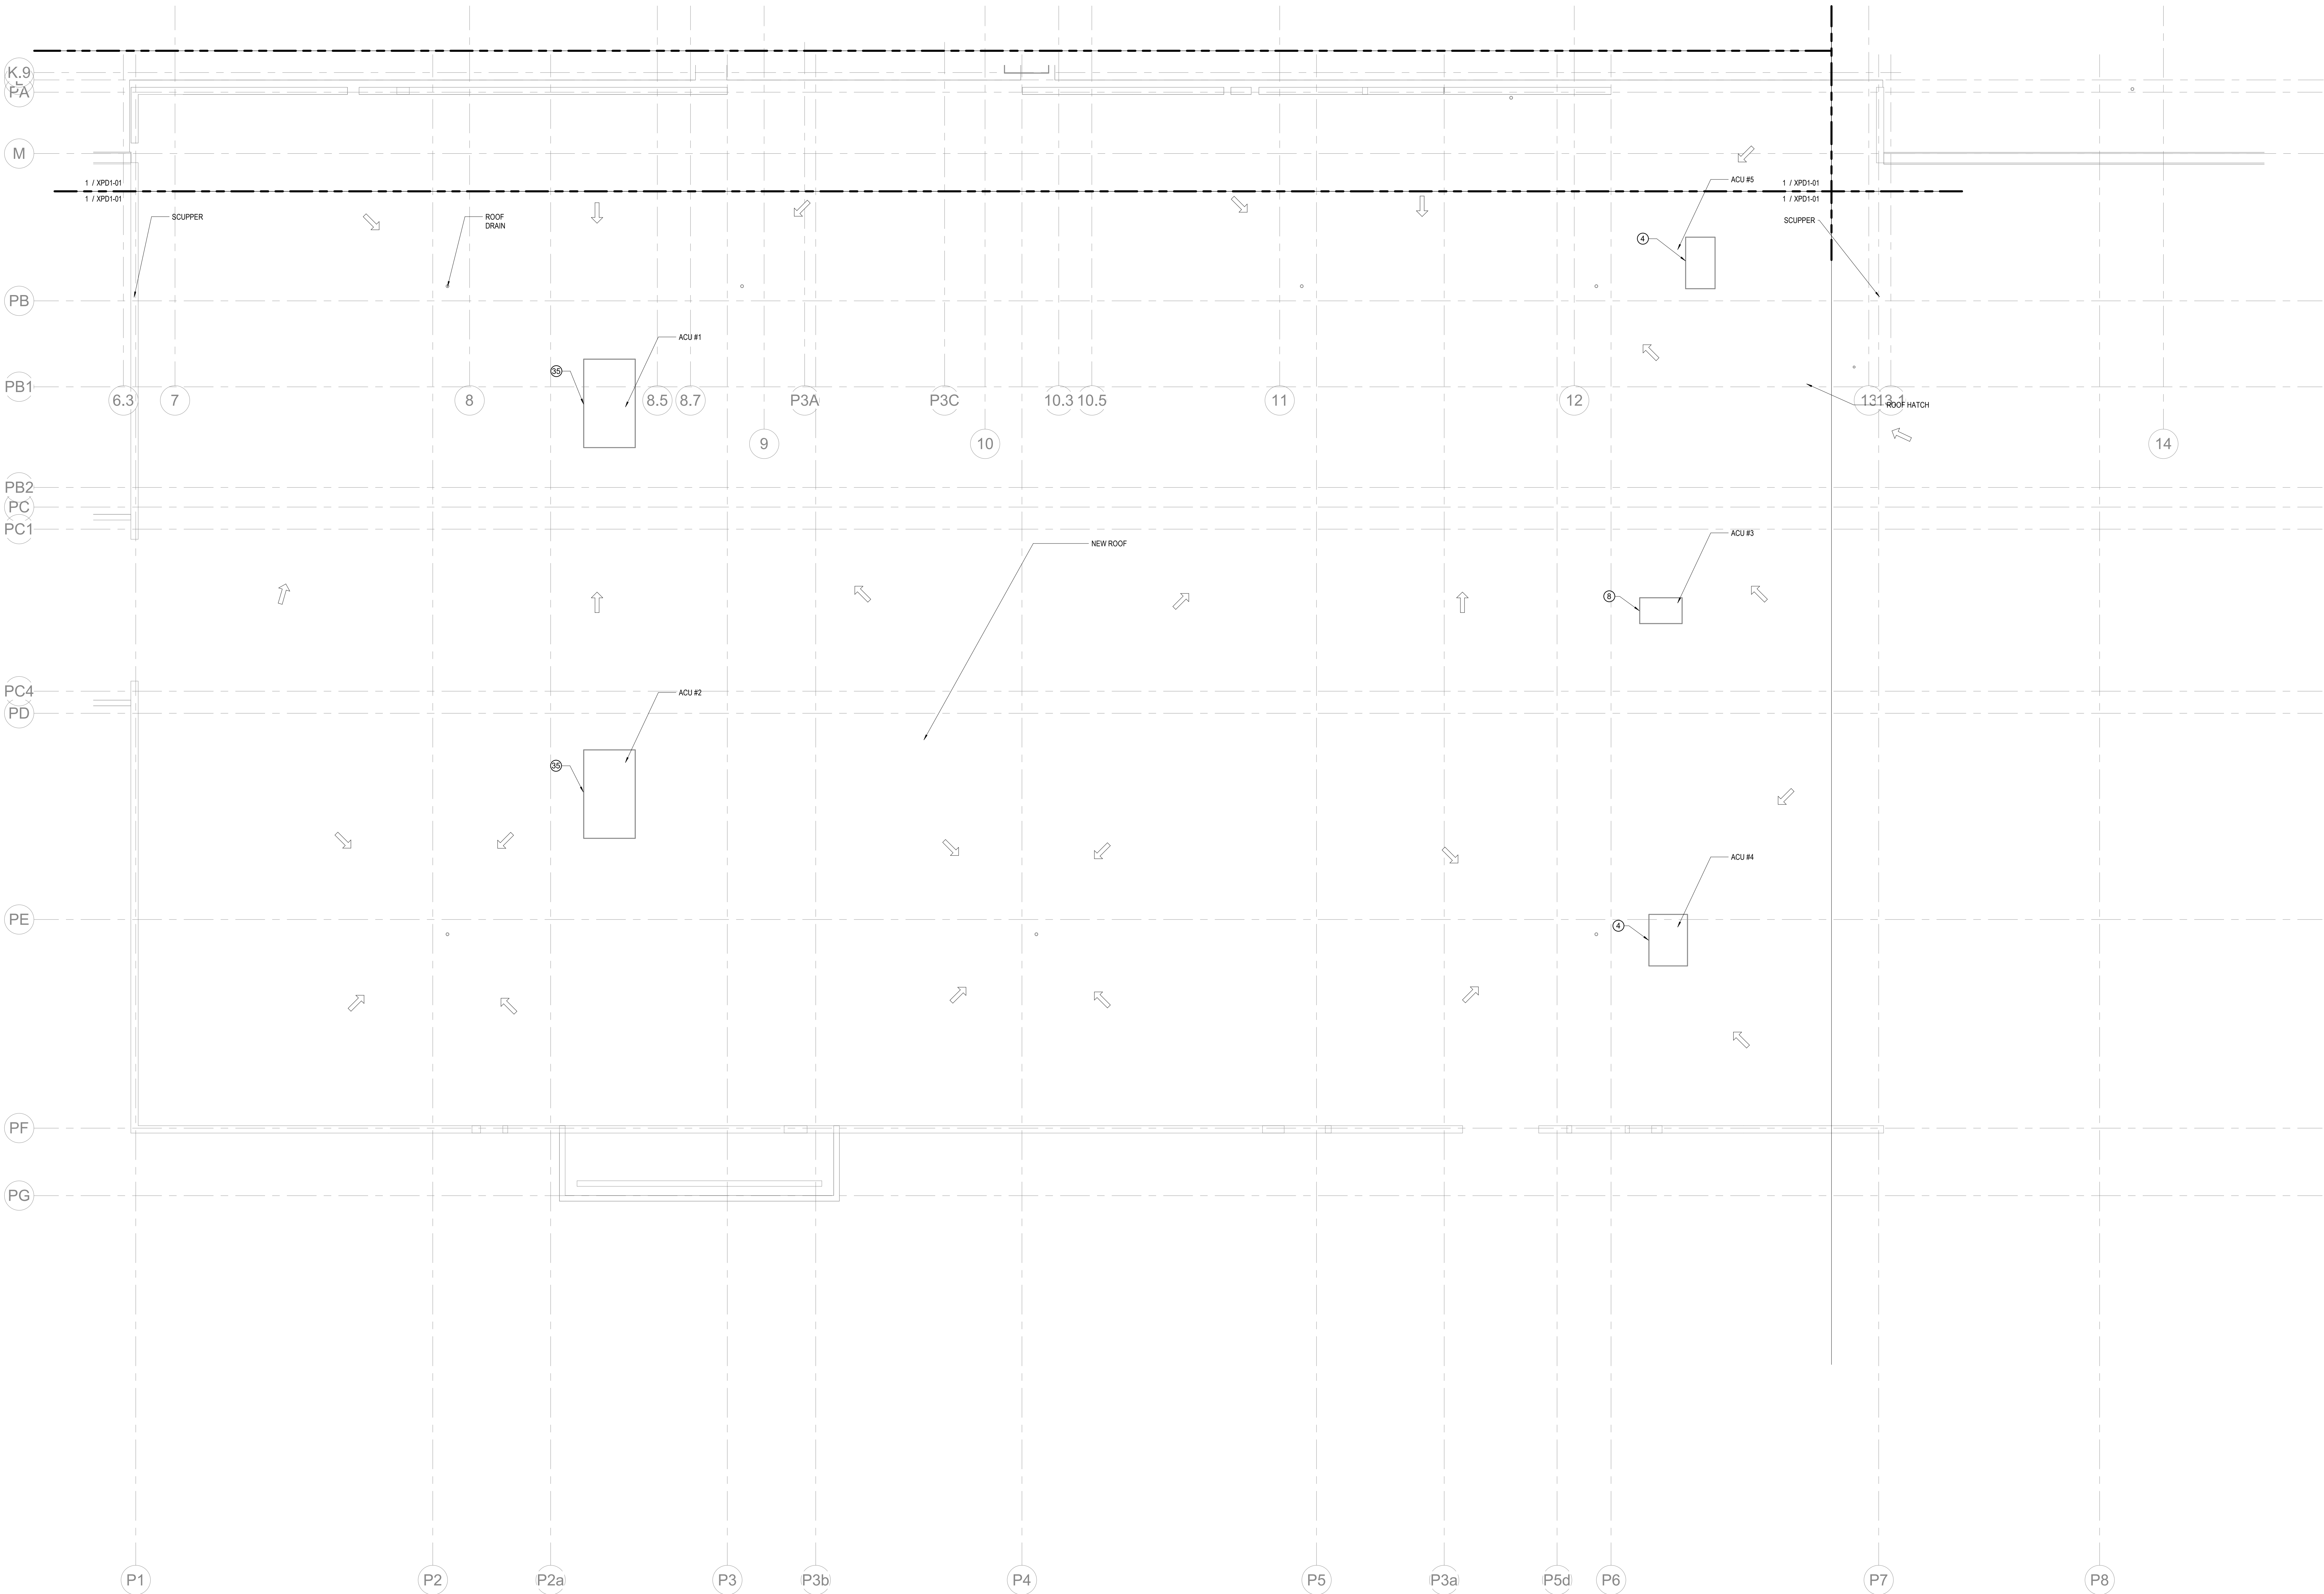 K.9
L
PA
M
1 / XPD1-01
1 / XPD1-01
ACU #5
1 / XPD1-01
1 / XPD1-01
SCUPPER
ROOF
DRAIN
SCUPPER
4
PB
ACU #1
35
PB1
6.3
7
8
8.5
8.7
P3A
P3C
10.3
10.5
11
12
13
13.1
ROOF HATCH
9
10
14
PB2
PC
PC1
ACU #3
NEW ROOF
8
PC4
ACU #2
PD
35
ACU #4
PE
4
PF
PG
P1
P2
P2a
P3
P3b
P4
P5
P3a
P5d
P6
P7
P8